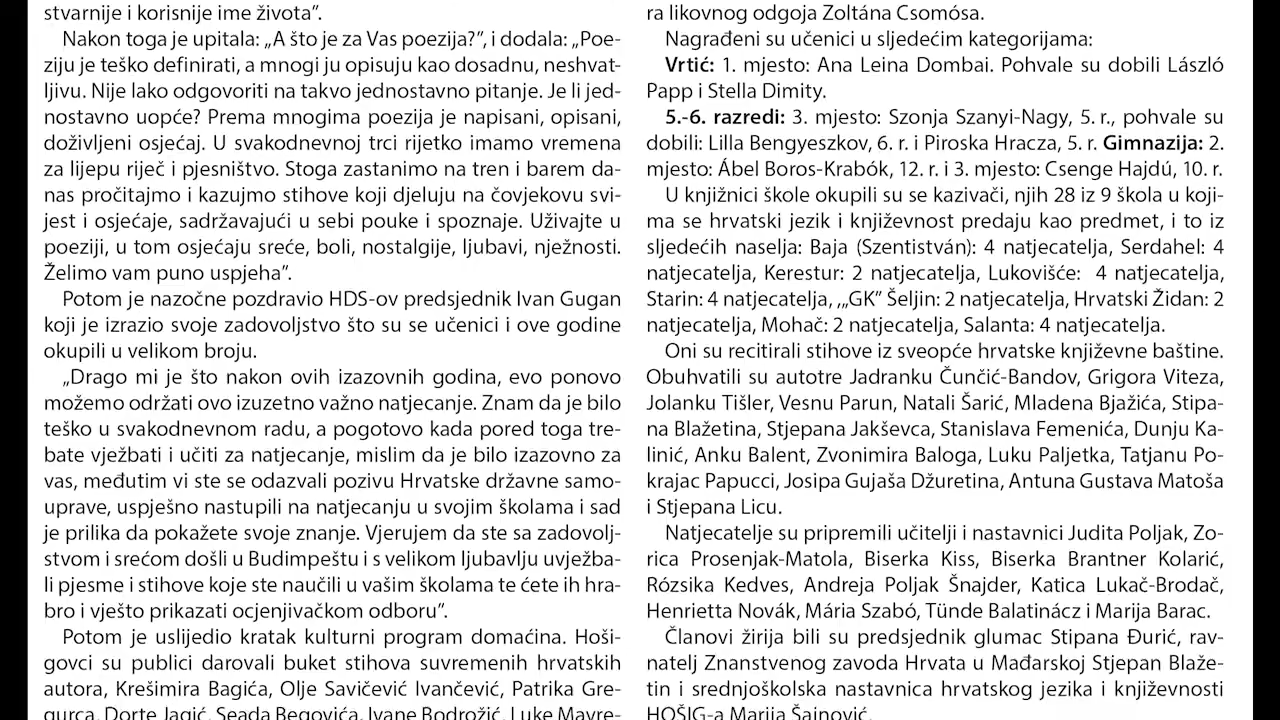 stvarnije i korisnije ime života”.
Nakon toga je upitala: „A što je za Vas poezija?”, i dodala: „Poe-
ziju je teško definirati, a mnogi ju opisuju kao dosadnu, neshvat-
ljivu. Nije lako odgovoriti na takvo jednostavno pitanje. Je li jed-
nostavno uopće? Prema mnogima poezija je napisani, opisani,
doživljeni osjećaj. U svakodnevnoj trci rijetko imamo vremena
za lijepu riječ i pjesništvo. Stoga zastanimo na tren i barem da-
nas pročitajmo i kazujmo stihove koji djeluju na čovjekovu svi-
jest i osjećaje, sadržavajući u sebi pouke i spoznaje. Uživajte u
poeziji, u tom osjećaju sreće, boli, nostalgije, ljubavi, nježnosti.
Želimo vam puno uspjeha”.
Potom je nazočne pozdravio HDS-ov predsjednik Ivan Gugan
koji je izrazio svoje zadovoljstvo što su se učenici i ove godine
okupili u velikom broju.
„Drago mi je što nakon ovih izazovnih godina, evo ponovo
možemo održati ovo izuzetno važno natjecanje. Znam da je bilo
teško u svakodnevnom radu, a pogotovo kada pored toga tre-
bate vježbati i učiti za natjecanje, mislim da je bilo izazovno za
vas, međutim vi ste se odazvali pozivu Hrvatske državne samo-
uprave, uspješno nastupili na natjecanju u svojim školama i sad
je prilika da pokažete svoje znanje. Vjerujem da ste sa zadovolj-
stvom i srećom došli u Budimpeštu i s velikom ljubavlju uvježba-
li pjesme i stihove koje ste naučili u vašim školama te ćete ih hra-
bro i vješto prikazati ocjenjivačkom odboru”.
Potom je uslijedio kratak kulturni program domaćina. Hoši-
govci su publici darovali buket stihova suvremenih hrvatskih
autora, Krešimira Bagića, Olje Savičević Ivančević, Patrika Gre-
gurca, Dorte Jagić, Seada Begovića, Ivane Bodrožić, Luke Mavre-
ra likovnog odgoja Zoltána Csomósa.
Nagrađeni su učenici u sljedećim kategorijama:
Vrtić: 1. mjesto: Ana Leina Dombai. Pohvale su dobili László
Papp i Stella Dimity.
5.-6. razredi: 3. mjesto: Szonja Szanyi-Nagy, 5. r., pohvale su
dobili: Lilla Bengyeszkov, 6. r. i Piroska Hracza, 5. r. Gimnazija: 2.
mjesto: Ábel Boros-Krabók, 12. r. i 3. mjesto: Csenge Hajdú, 10. r.
U knjižnici škole okupili su se kazivači, njih 28 iz 9 škola u koji-
ma se hrvatski jezik i književnost predaju kao predmet, i to iz
sljedećih naselja: Baja (Szentistván): 4 natjecatelja, Serdahel: 4
natjecatelja, Kerestur: 2 natjecatelja, Lukovišće: 4 natjecatelja,
Starin: 4 natjecatelja, „„GK” Šeljin: 2 natjecatelja, Hrvatski Židan: 2
natjecatelja, Mohač: 2 natjecatelja, Salanta: 4 natjecatelja.
Oni su recitirali stihove iz sveopće hrvatske književne baštine.
Obuhvatili su autotre Jadranku Čunčić-Bandov, Grigora Viteza,
Jolanku Tišler, Vesnu Parun, Natali Šarić, Mladena Bjažića, Stipa-
na Blažetina, Stjepana Jakševca, Stanislava Femenića, Dunju Ka-
linić, Anku Balent, Zvonimira Baloga, Luku Paljetka, Tatjanu Po-
krajac Papucci, Josipa Gujaša Džuretina, Antuna Gustava Matoša
i Stjepana Licu.
Natjecatelje su pripremili učitelji i nastavnici Judita Poljak, Zo-
rica Prosenjak-Matola, Biserka Kiss, Biserka Brantner Kolarić,
Rózsika Kedves, Andreja Poljak Šnajder, Katica Lukač-Brodač,
Henrietta Novák, Mária Szabó, Tünde Balatinácz i Marija Barac.
Članovi žirija bili su predsjednik glumac Stipana Đurić, rav-
natelj Znanstvenog zavoda Hrvata u Mađarskoj Stjepan Blaže-
tin i srednjoškolska nastavnica hrvatskog jezika i književnosti
HOŠIG-a Marija Šajnović.